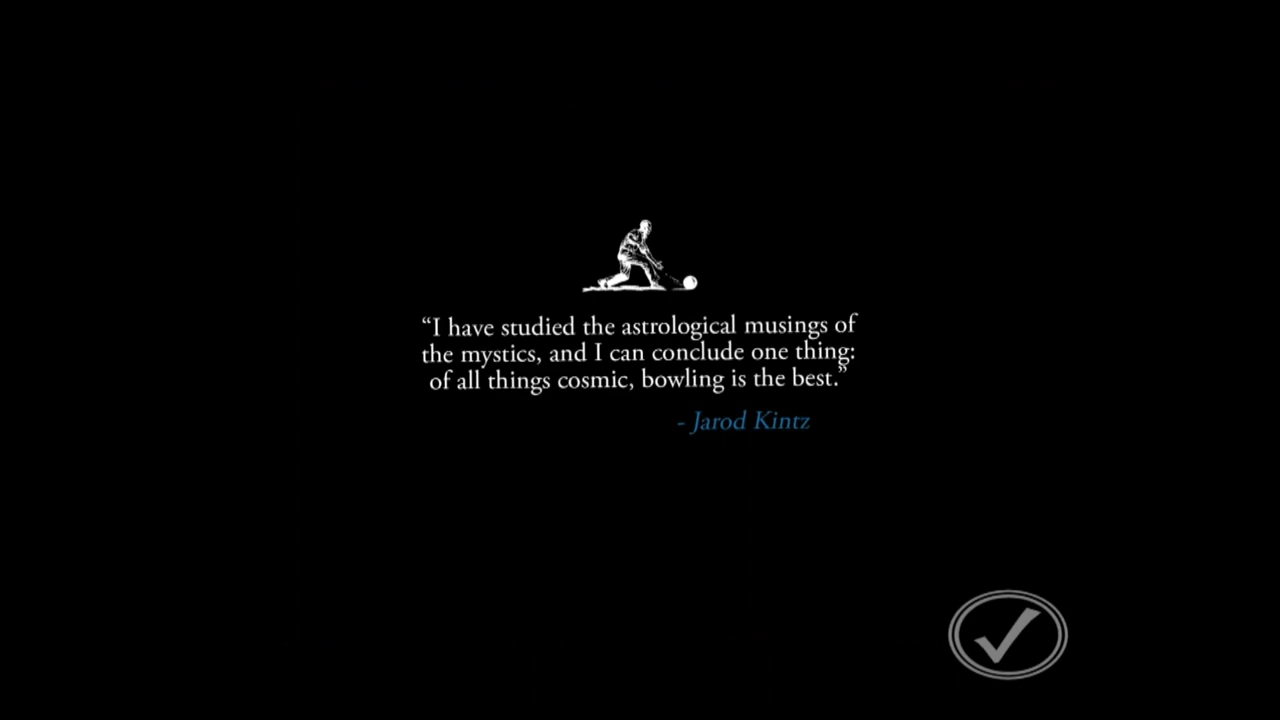 “I have studied the astrological musings of
the mystics, and I can conclude one thing:
of all things cosmic, bowling is the best.”
- Jarod Kintz